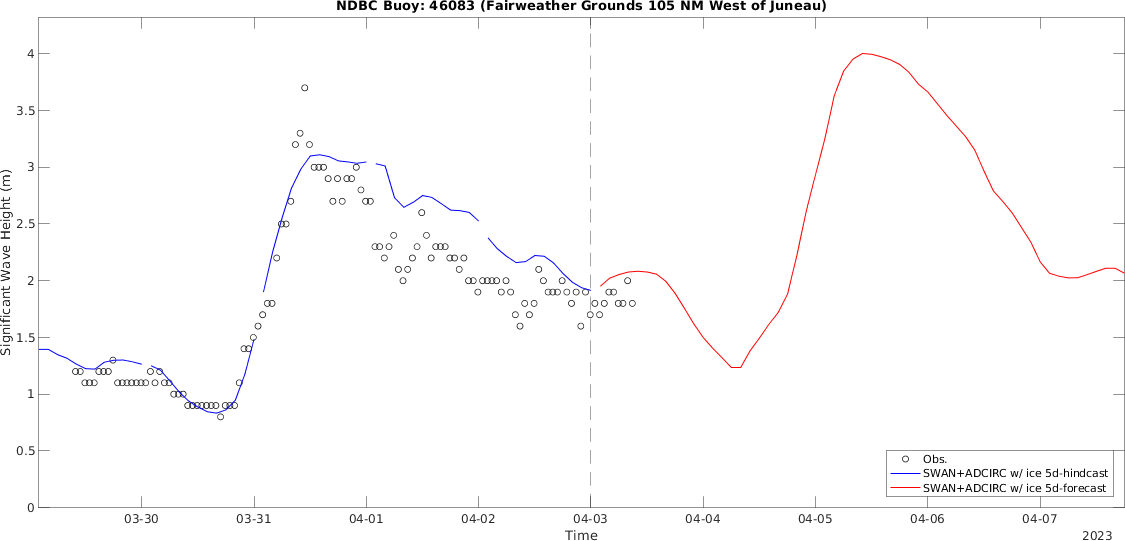 NDBC Buoy: 46083 (Fairweather Grounds 105 NM West of Juneau)
Significant Wave Height (m)
4
3.5
3
2.5
2
1.5
1
0.5
0
Obs.
SWAN+ADCIRC w/ ice 5d-hindcast
SWAN+ADCIRC w/ ice 5d-forecast
03-30 03-31 04-01 04-02 04-03 04-04 04-05 04-06 04-07
Time
2023